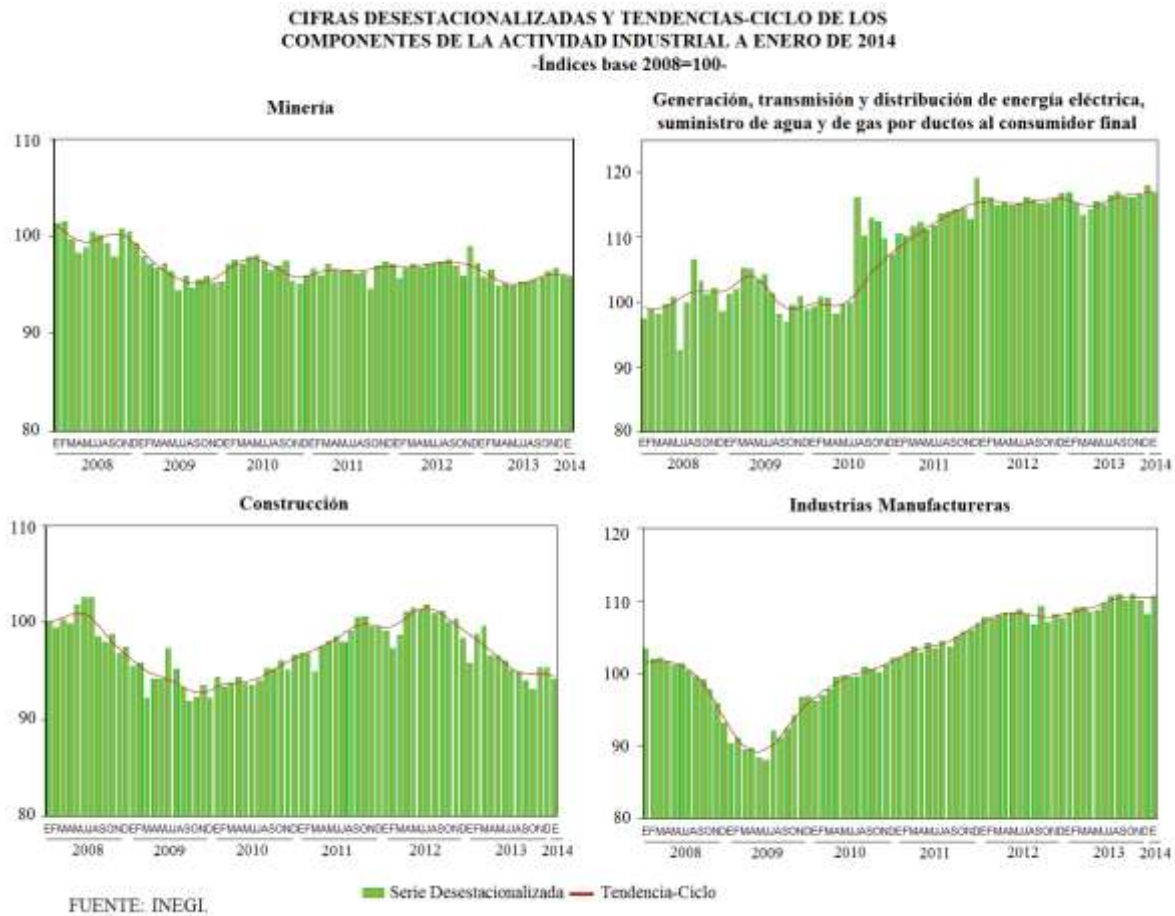 CIFRAS DESESTACIONALIZADAS Y TENDENCIAS-CICLO DE LOS
COMPONENTES DE LA ACTIVIDAD INDUSTRIAL A ENERO DE 2014
-Índices base 2008=100-
Minería
110
100
90
80
EFMAMJJASONDEFMAMJJASONDEFMAMJJASONDEFMAMJJASONDEFMAMJJASONDEFMAMJJASONDE
2008 2009 2010 2011 2012 2013 2014
Generación, transmisión y distribución de energía eléctrica,
suministro de agua y de gas por ductos al consumidor final
120
110
100
90
80
EFMAMJJASONDEFMAMJJASONDEFMAMJJASONDEFMAMJJASONDEFMAMJJASONDEFMAMJJASONDE
2008 2009 2010 2011 2012 2013 2014
Construcción
110
100
90
80
EFMAMJJASONDEFMAMJJASONDEFMAMJJASONDEFMAMJJASONDEFMAMJJASONDEFMAMJJASONDE
2008 2009 2010 2011 2012 2013 2014
Industrias Manufactureras
120
110
100
90
80
EFMAMJJASONDEFMAMJJASONDEFMAMJJASONDEFMAMJJASONDEFMAMJJASONDEFMAMJJASONDE
2008 2009 2010 2011 2012 2013 2014
Serie Desestacionalizada Tendencia-Ciclo
FUENTE: INEGI.